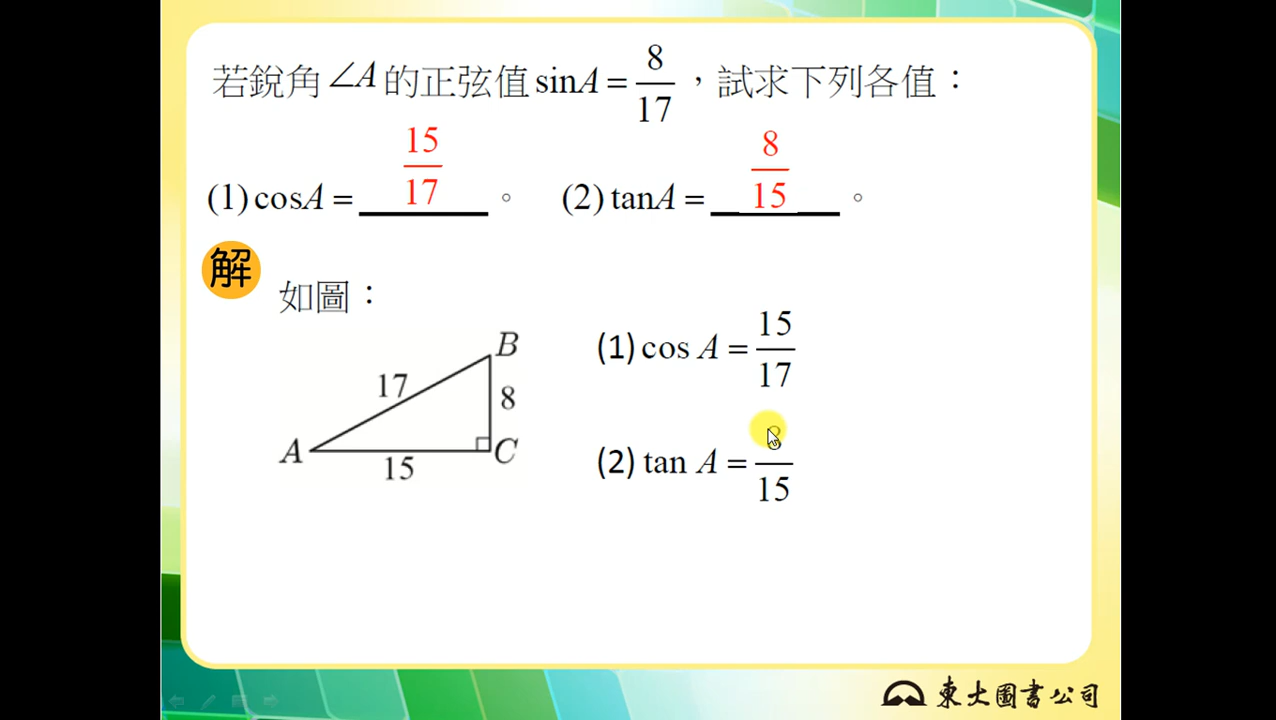 若銳角∠A的正弦值sinA = 8/17，試求下列各值：
(1) cosA = 15/17。 (2) tanA = 8/15。
解
如圖：
B
17
8
A
C
15
(1) cos A = 15/17
(2) tan A = 8/15
東大圖書公司